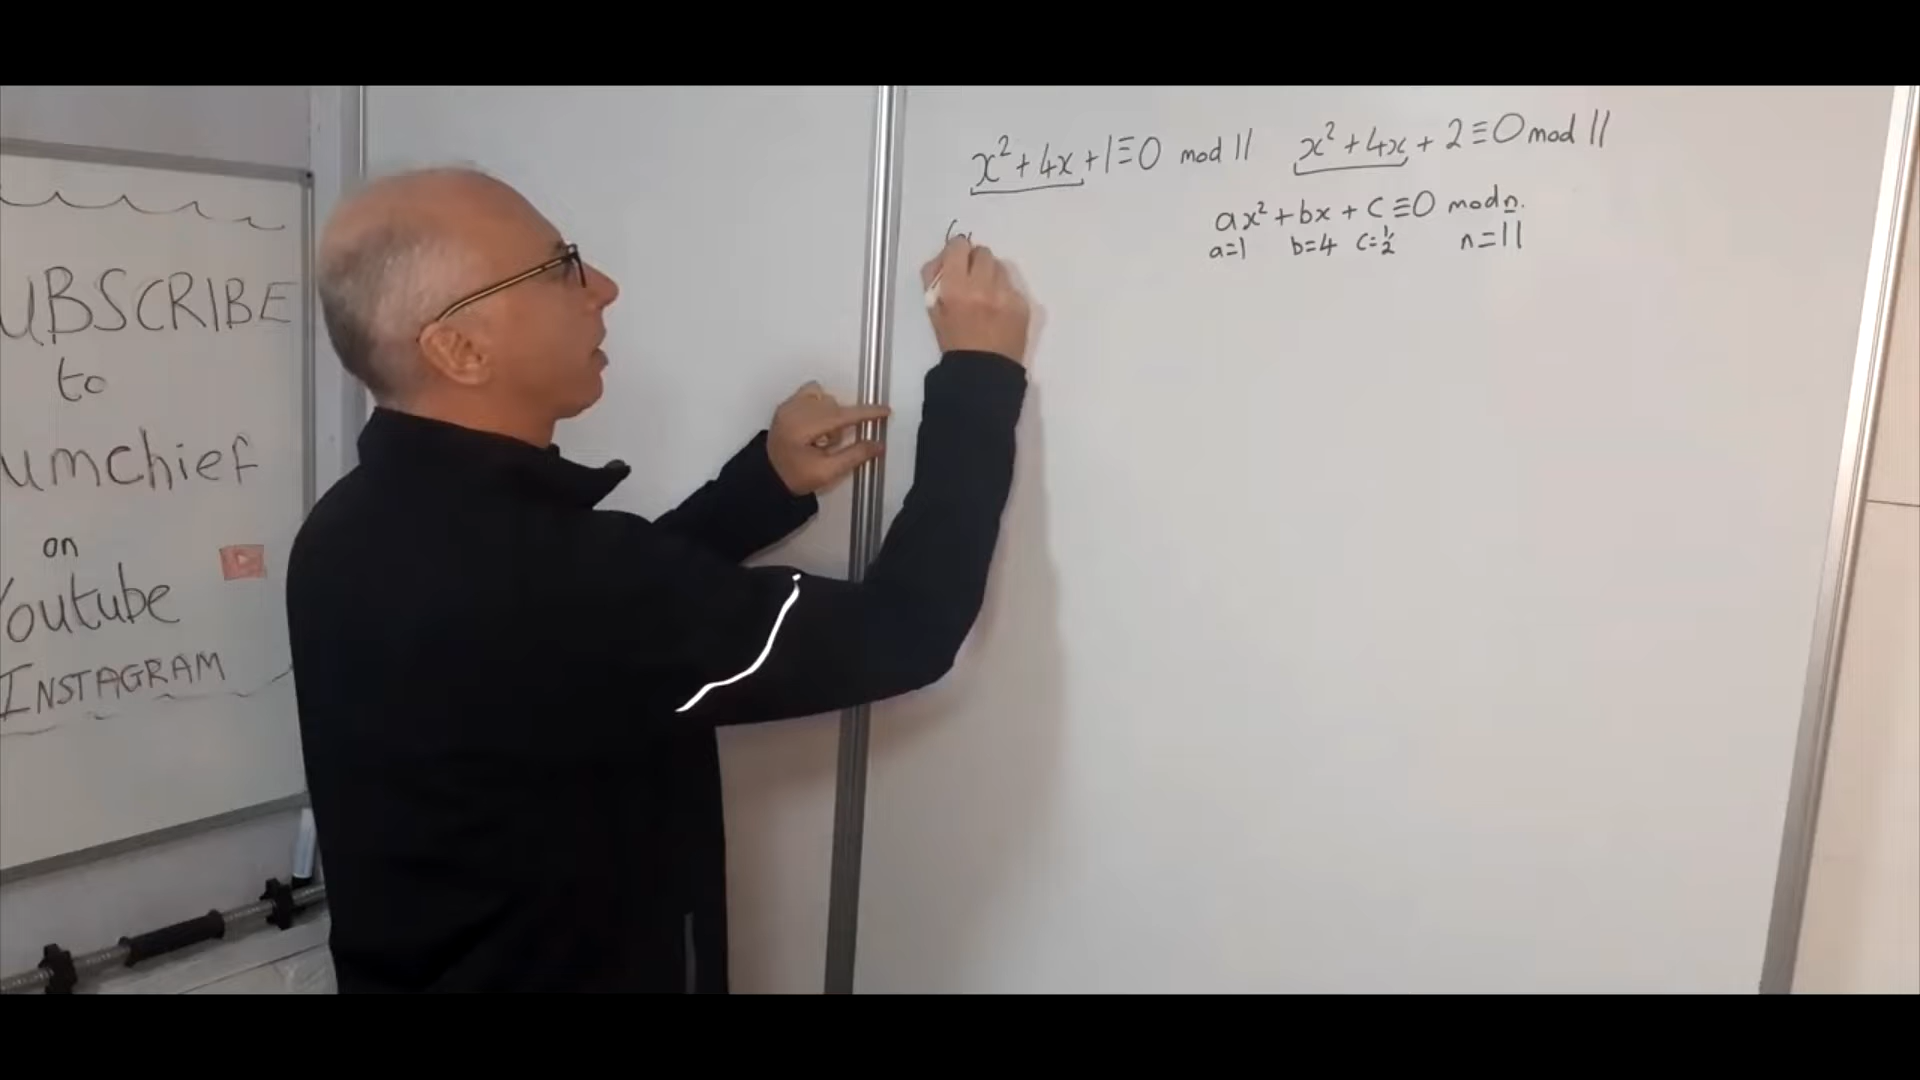 UBSCRIBE
to
umchief
on
Youtube
INSTAGRAM
x²+4x+1≡0 mod 11
x²+4x+2≡0 mod 11
ax²+bx+c≡0 mod n.
a=1 b=4 c=1/2 n=11
(x